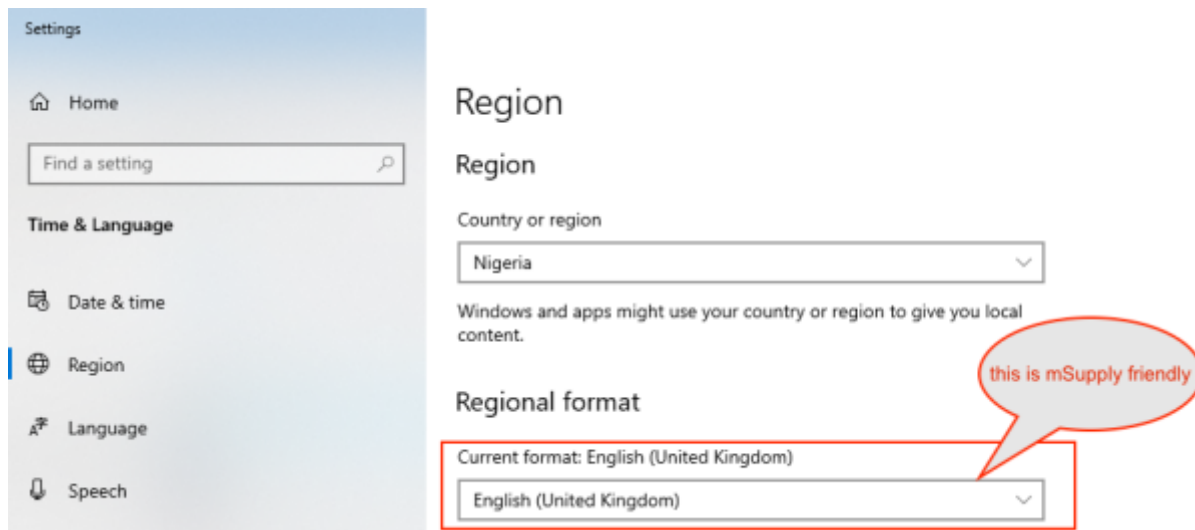 Settings
Home
Find a setting
Time & Language
Date & time
Region
Language
Speech
Region
Region
Country or region
Nigeria
Windows and apps might use your country or region to give you local
content.
this is mSupply friendly
Regional format
Current format: English (United Kingdom)
English (United Kingdom)